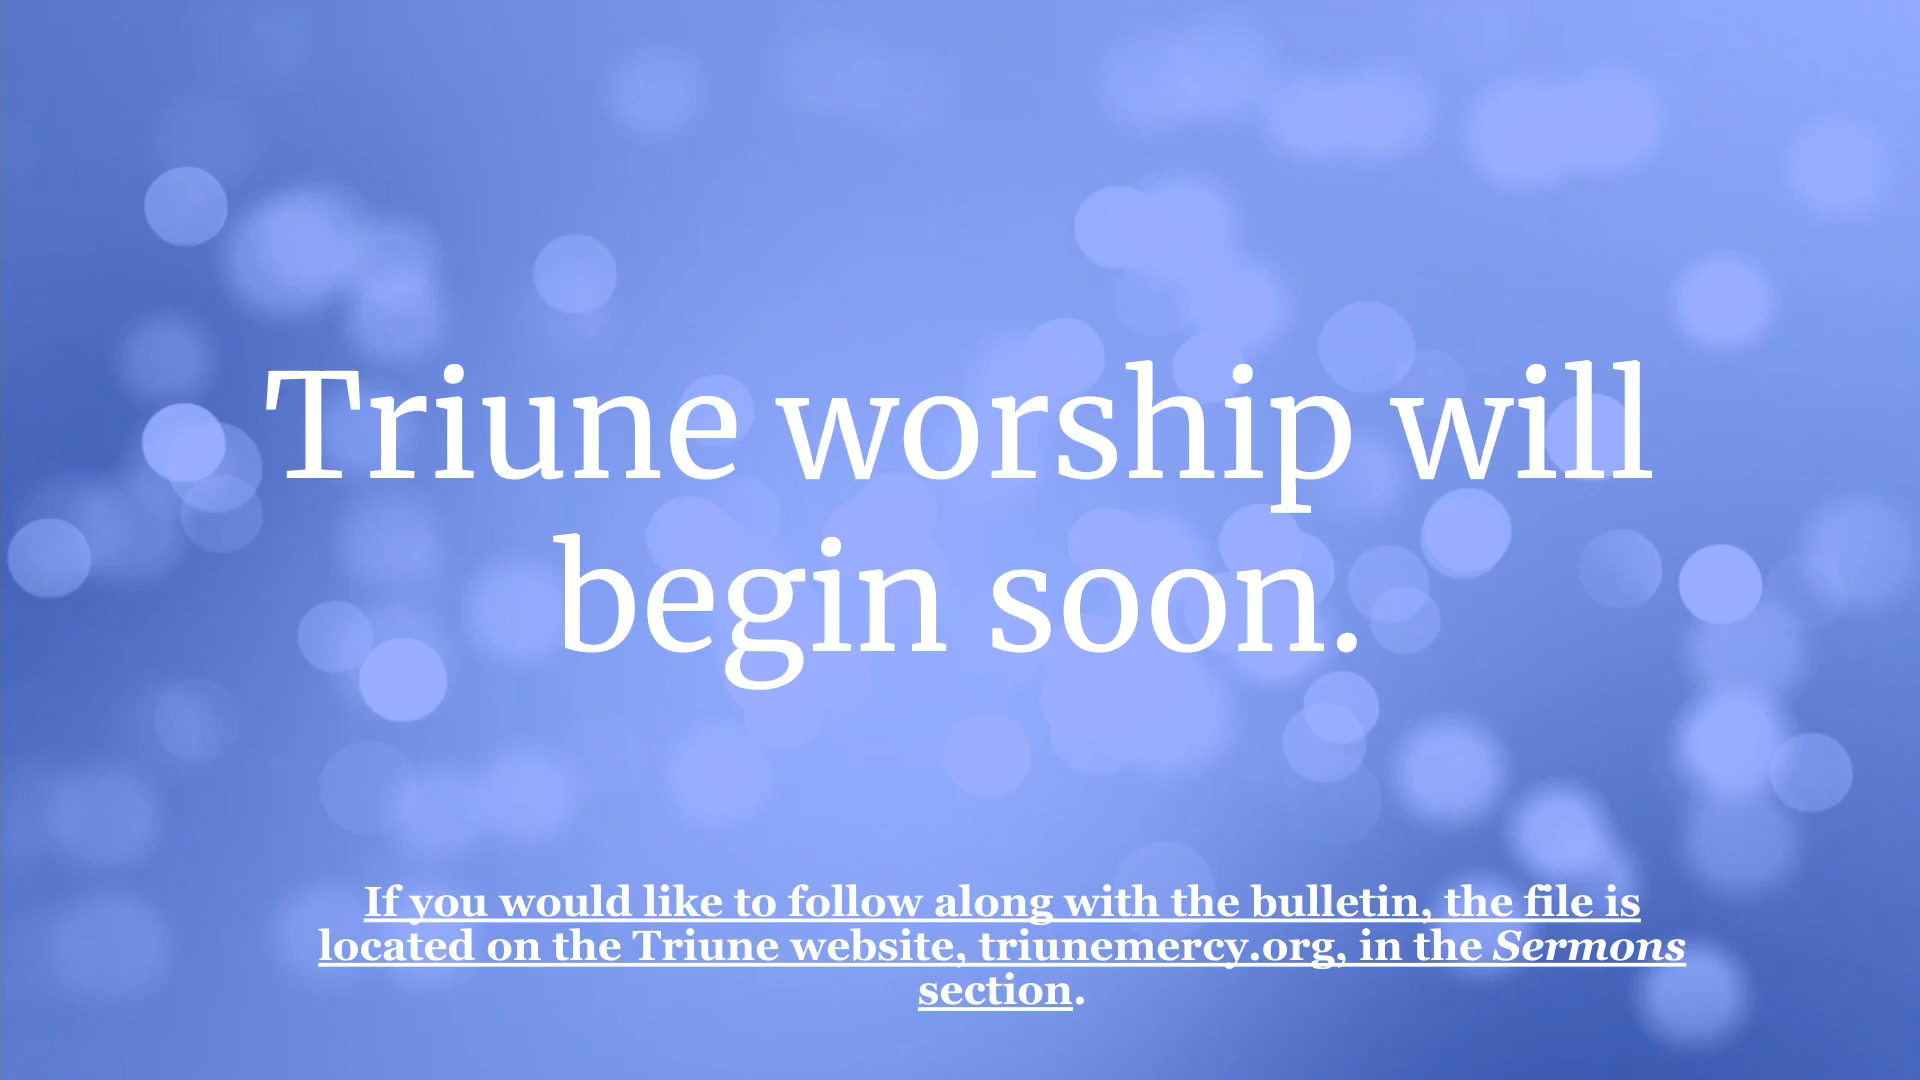 Triune worship will
begin soon.
If you would like to follow along with the bulletin, the file is
located on the Triune website, triunemercy.org, in the Sermons
section.